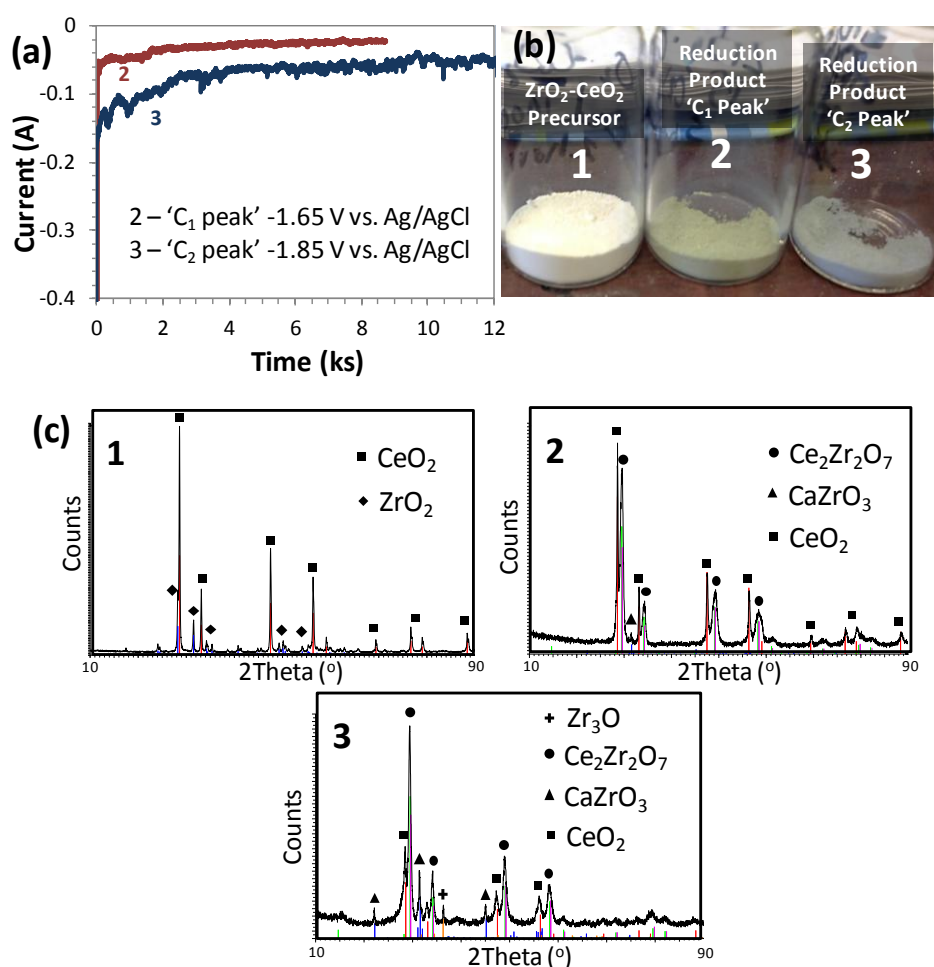 (a)
0
-0.1
-0.2
-0.3
-0.4
Current (A)
2
3
2 – ‘C₁ peak’ -1.65 V vs. Ag/AgCl
3 – ‘C₂ peak’ -1.85 V vs. Ag/AgCl
0 2 4 6 8 10 12
Time (ks)
(b)
ZrO₂-CeO₂
Precursor
1
Reduction
Product
‘C₁ Peak’
2
Reduction
Product
‘C₂ Peak’
3
(c)
1
CeO₂
ZrO₂
Counts
10
2Theta (°)
90
2
Ce₂Zr₂O₇
CaZrO₃
CeO₂
Counts
10
2Theta (°)
90
3
Zr₃O
Ce₂Zr₂O₇
CaZrO₃
CeO₂
Counts
10
2Theta (°)
90